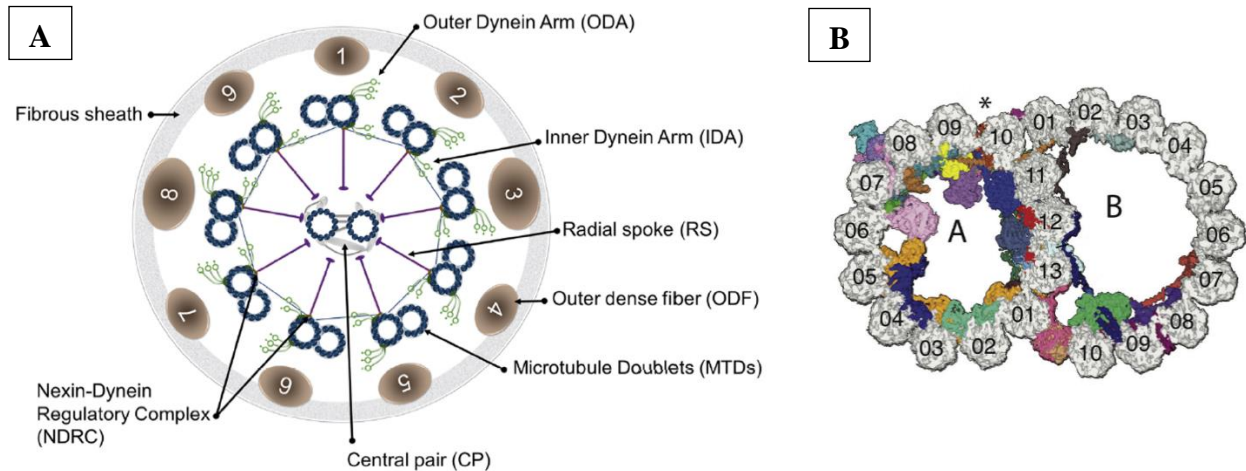 A
Outer Dynein Arm (ODA)
Fibrous sheath
Inner Dynein Arm (IDA)
Radial spoke (RS)
Outer dense fiber (ODF)
Microtubule Doublets (MTDs)
Nexin-Dynein
Regulatory Complex
(NDRC)
Central pair (CP)
1
2
3
4
5
6
7
8
9
B
*
08 09 10 01 02 03
04
07 11 05
06 A 12 B 06
05 13 07
04 01 08
03 02 10 09